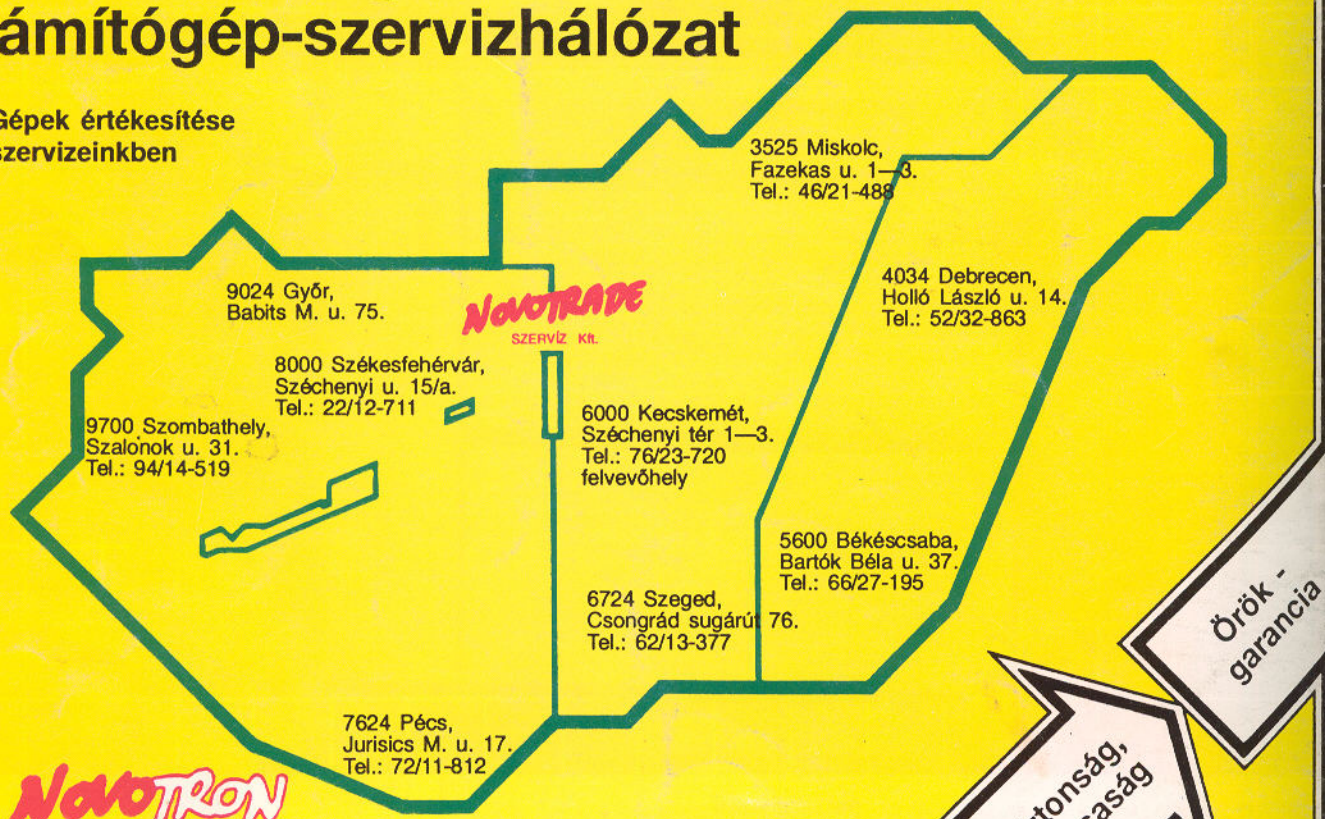 ámítógép-szervizhálózat
Gépek értékesítése
szervizeinkben
3525 Miskolc,
Fazekas u. 1—3.
Tel.: 46/21-488
9024 Győr,
Babits M. u. 75.
NOVOTRADE
SZERVÍZ Kft.
4034 Debrecen,
Holló László u. 14.
Tel.: 52/32-863
8000 Székesfehérvár,
Széchenyi u. 15/a.
Tel.: 22/12-711
9700 Szombathely,
Szalónok u. 31.
Tel.: 94/14-519
6000 Kecskemét,
Széchenyi tér 1—3.
Tel.: 76/23-720
felvevőhely
5600 Békéscsaba,
Bartók Béla u. 37.
Tel.: 66/27-195
6724 Szeged,
Csongrád sugárút 76.
Tel.: 62/13-377
7624 Pécs,
Jurisics M. u. 17.
Tel.: 72/11-812
NOVOTRON
Örök -
garancia
tonság,
aság